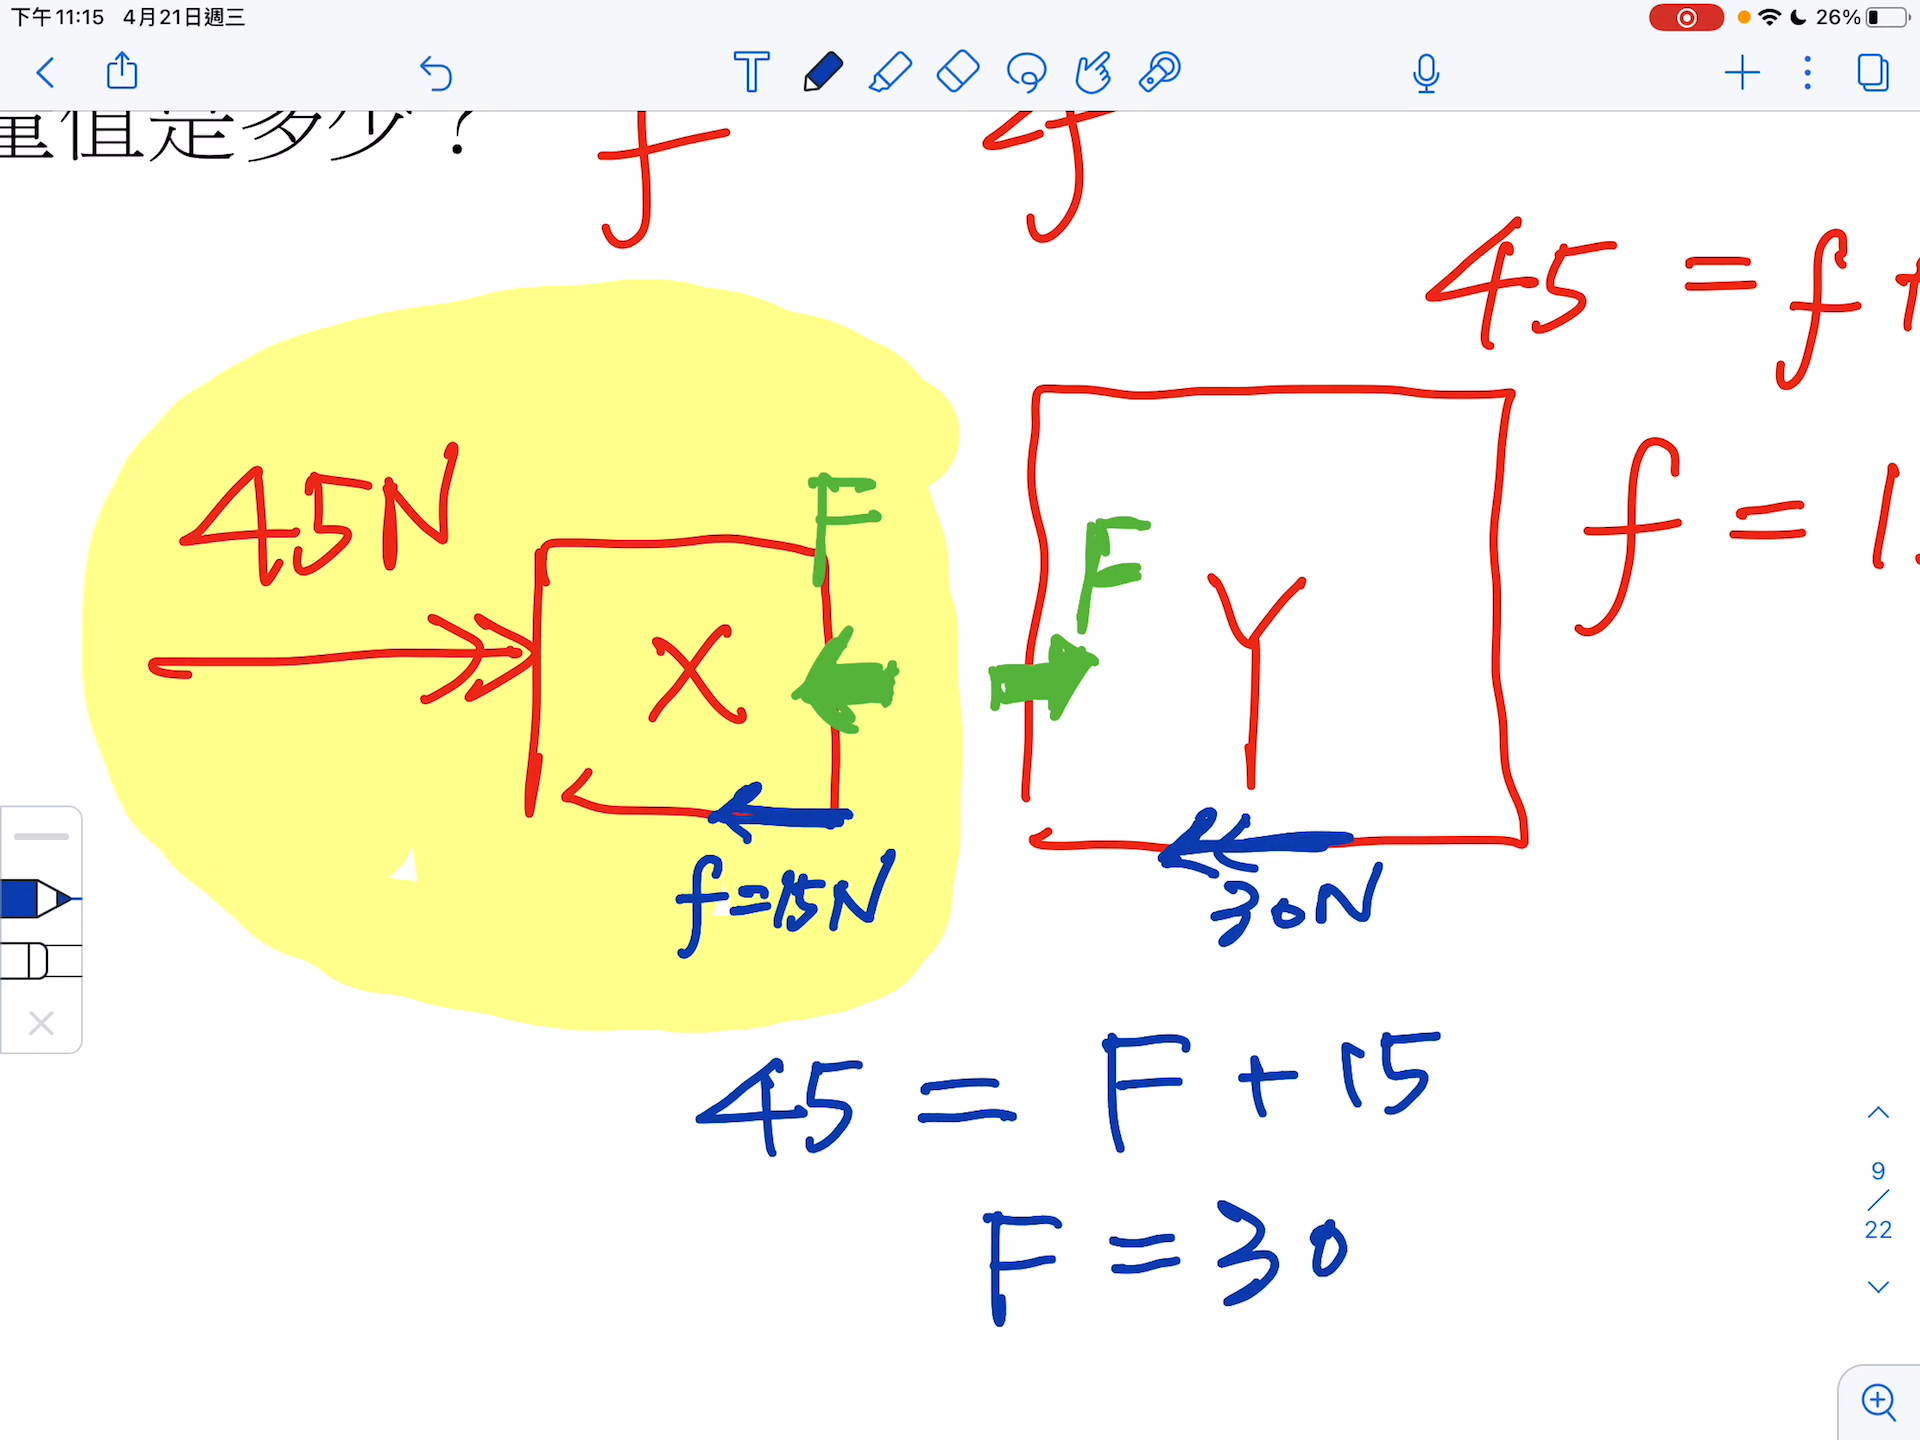 下午11:15 4月21日週三
26%
量值是多少？
f
45 = f +
45N
F
F
f = 1
X
Y
f=15N
30N
45 = F + 15
F = 30
9
/
22